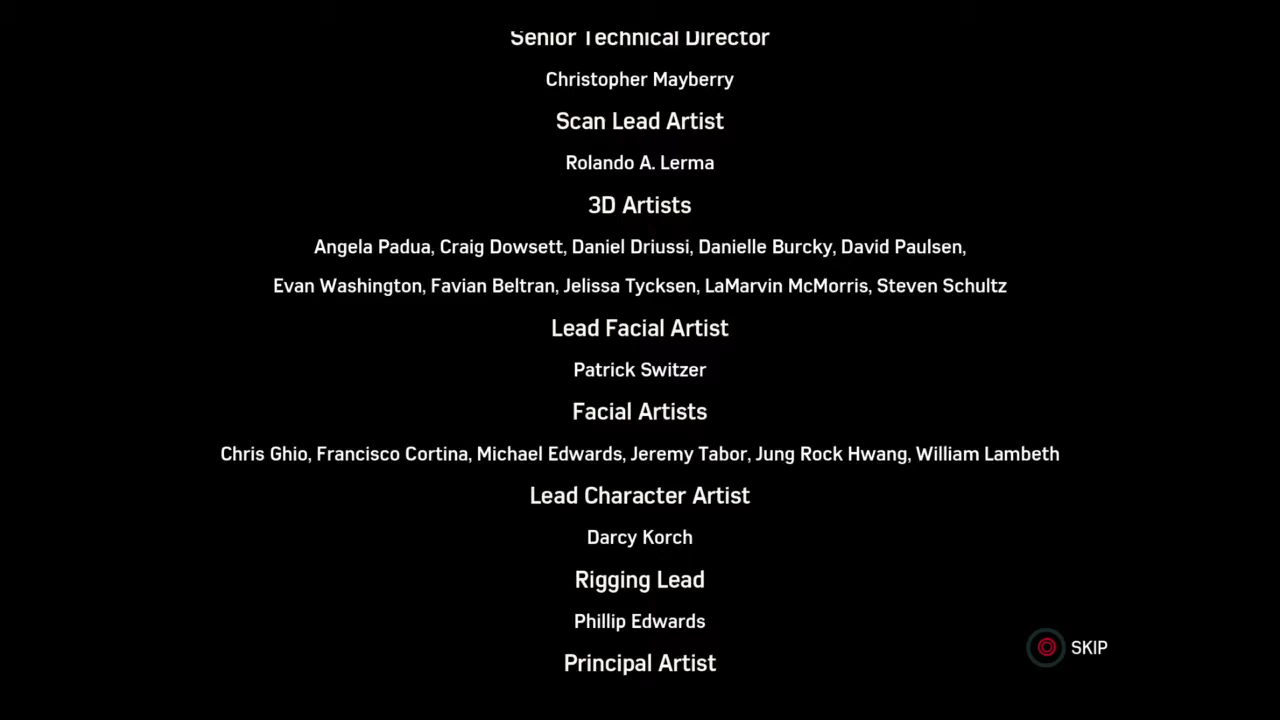 Senior Technical Director
Christopher Mayberry
Scan Lead Artist
Rolando A. Lerma
3D Artists
Angela Padua, Craig Dowsett, Daniel Driussi, Danielle Burcky, David Paulsen,
Evan Washington, Favian Beltran, Jelissa Tycksen, LaMarvin McMorris, Steven Schultz
Lead Facial Artist
Patrick Switzer
Facial Artists
Chris Ghio, Francisco Cortina, Michael Edwards, Jeremy Tabor, Jung Rock Hwang, William Lambeth
Lead Character Artist
Darcy Korch
Rigging Lead
Phillip Edwards
SKIP
Principal Artist